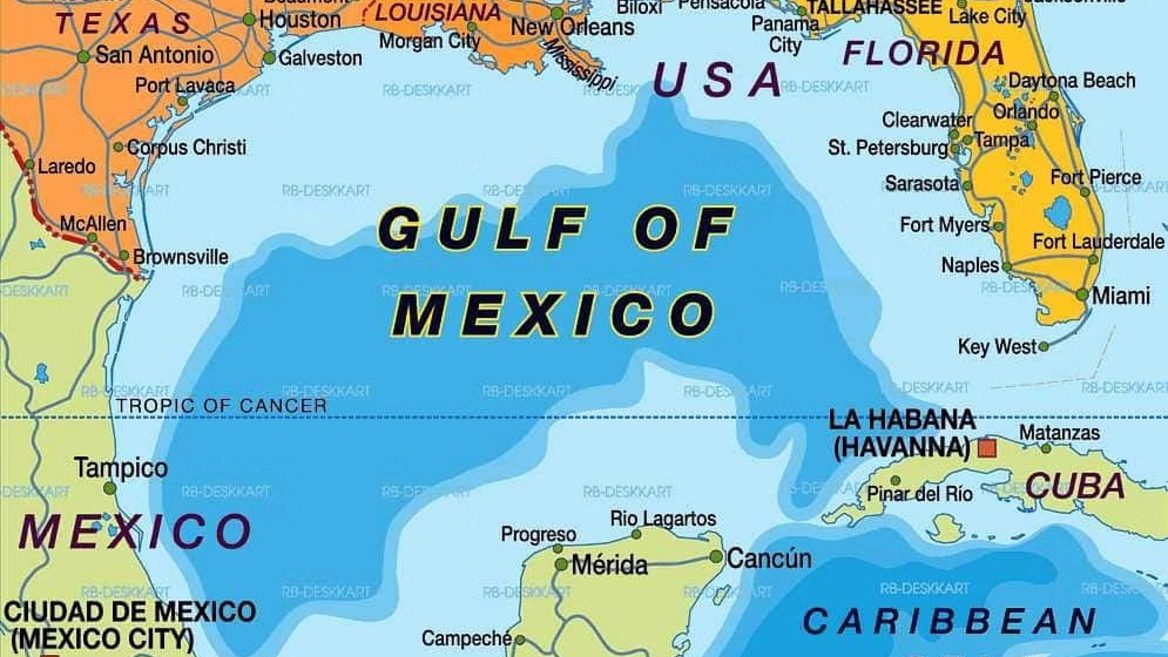 TEXAS
Houston
LOUISIANA
New Orleans
Biloxi
Pensacola
TALLAHASSEE
Lake City
Jacksonville
San Antonio
Galveston
Morgan City
Mississippi
Panama
City
FLORIDA
USA
Port Lavaca
Daytona Beach
Clearwater
Orlando
Corpus Christi
St. Petersburg
Tampa
Laredo
Sarasota
Fort Pierce
McAllen
GULF OF
MEXICO
Fort Myers
Fort Lauderdale
Brownsville
Naples
Miami
Key West
TROPIC OF CANCER
LA HABANA
(HAVANNA)
Matanzas
Tampico
Pinar del Río
CUBA
MEXICO
Progreso
Rio Lagartos
Mérida
Cancún
CIUDAD DE MEXICO
(MEXICO CITY)
Campeche
CARIBBEAN
RB-DESKKART